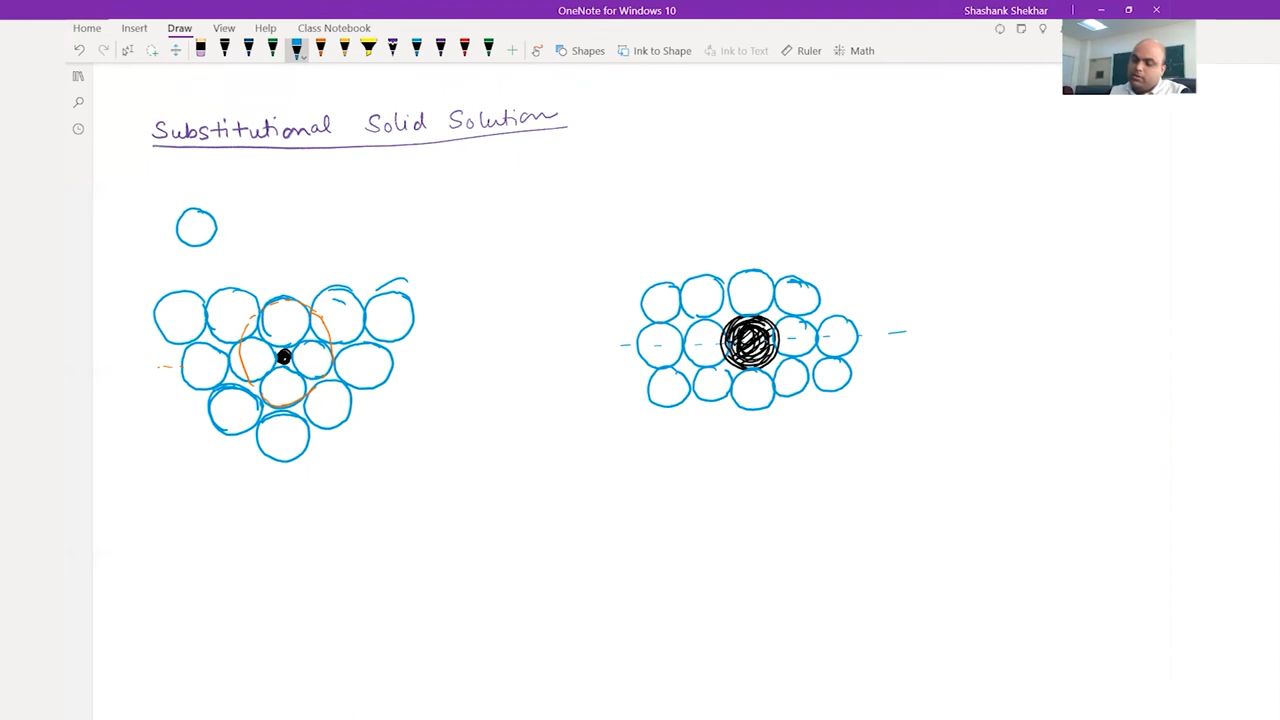 OneNote for Windows 10
Shashank Shekhar
Home Insert Draw View Help Class Notebook
Shapes Ink to Shape Ink to Text Ruler Math
Substitutional Solid Solution